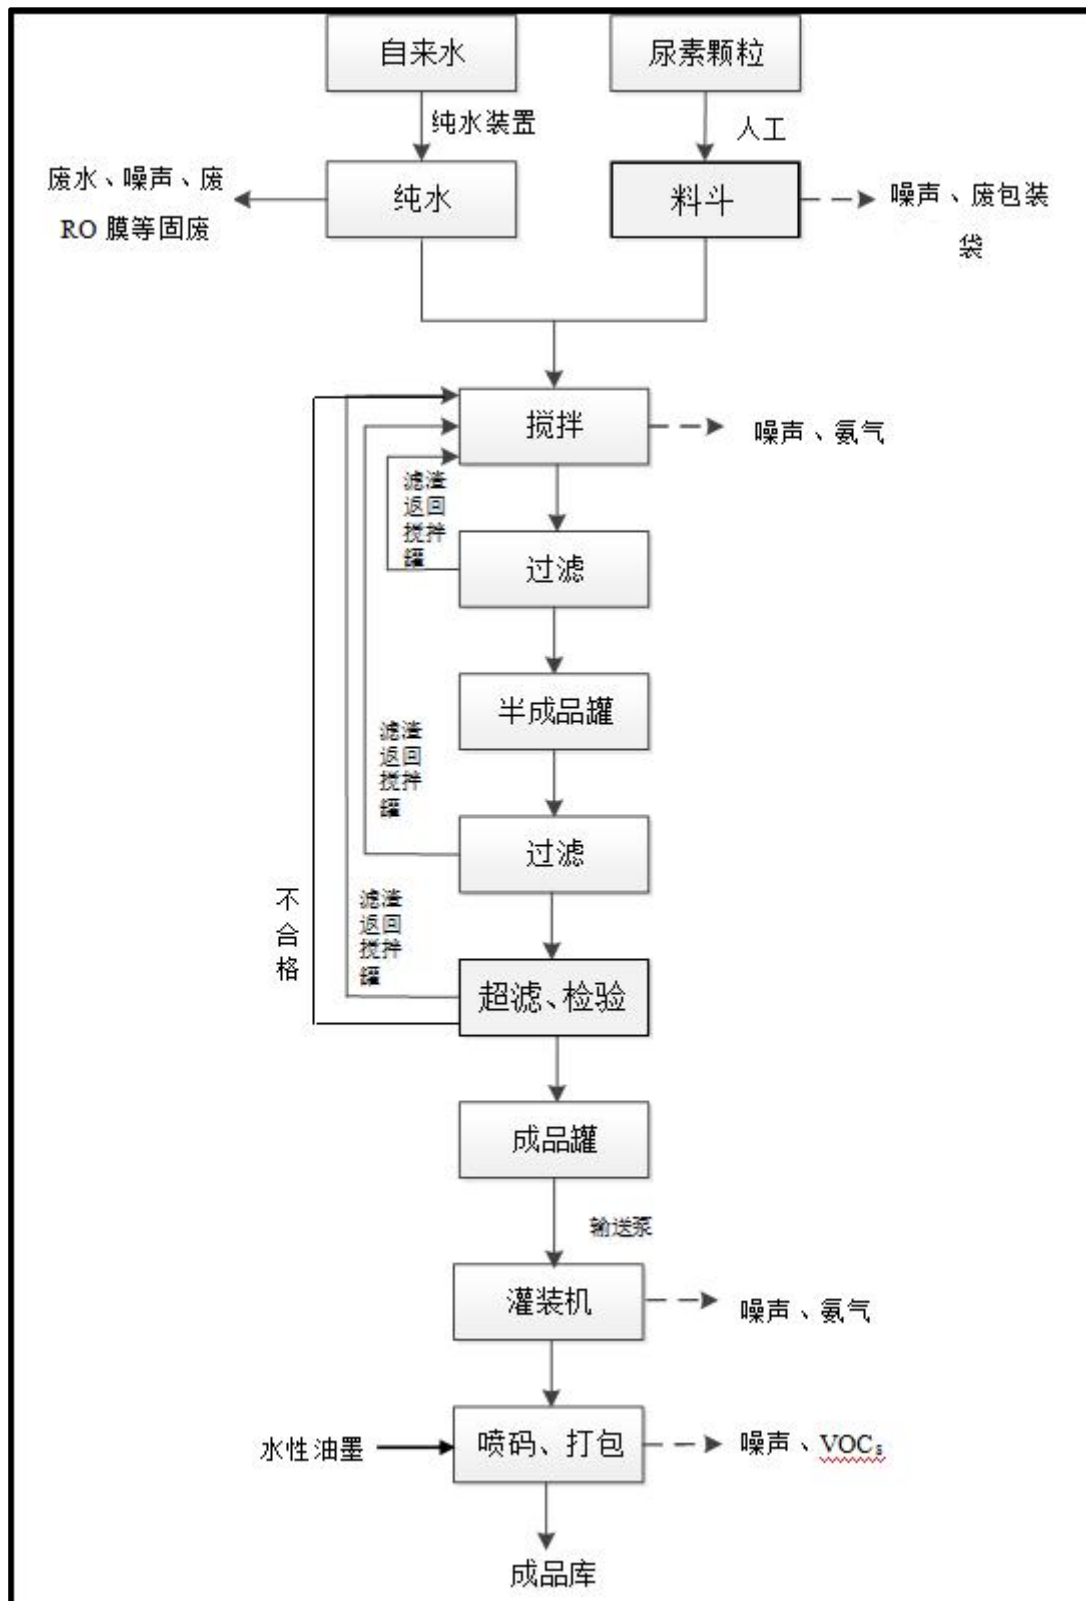 自来水
尿素颗粒
纯水装置
人工
废水、噪声、废
RO 膜等固废
纯水
料斗
噪声、废包装
袋
搅拌
噪声、氨气
滤渣
返回
搅拌
罐
过滤
半成品罐
滤渣
返回
搅拌
罐
过滤
不
合
格
滤渣
返回
搅拌
罐
超滤、检验
成品罐
输送泵
灌装机
噪声、氨气
水性油墨
喷码、打包
噪声、VOCs
成品库